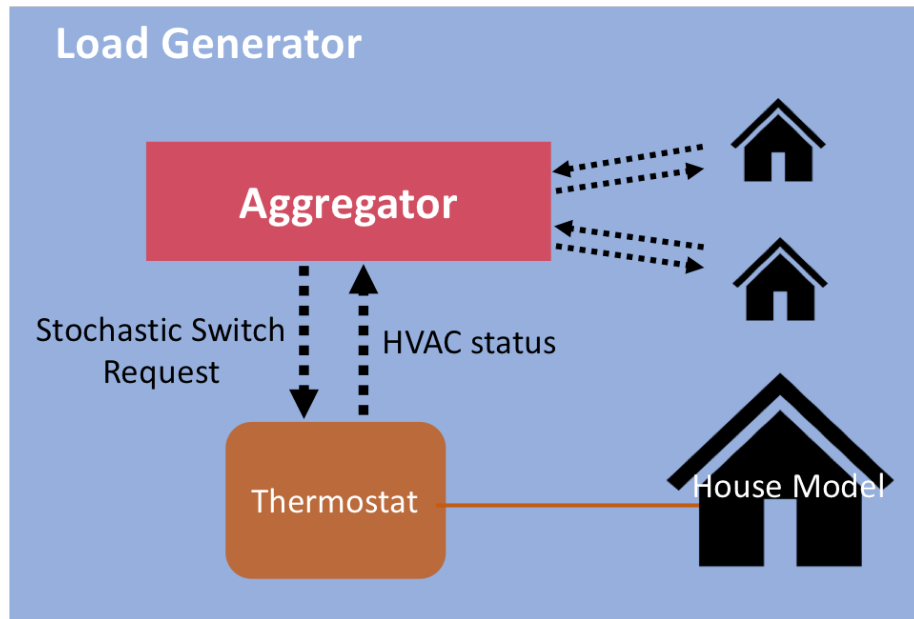 Load Generator
Aggregator
Stochastic Switch
Request
HVAC status
Thermostat
House Model